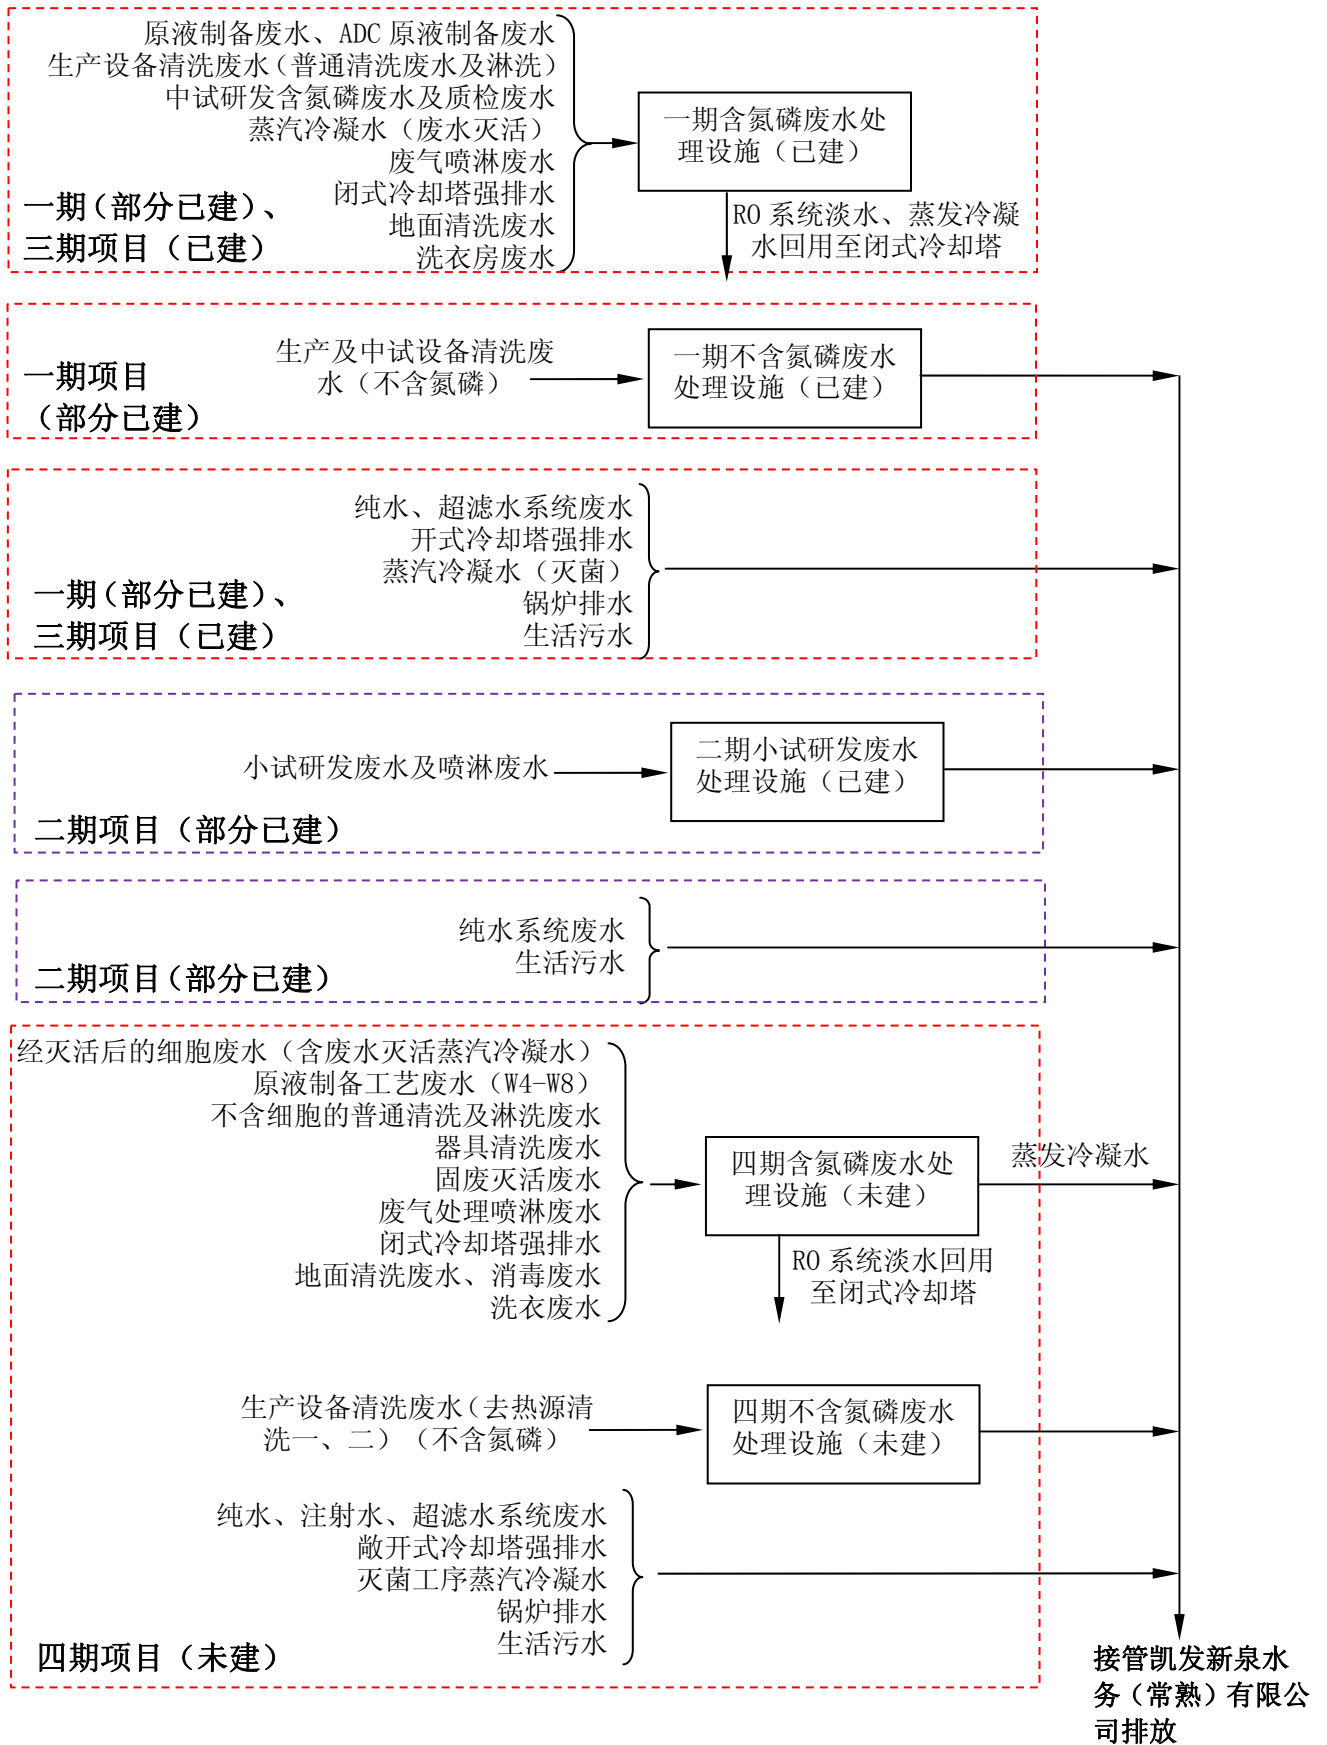 原液制备废水、ADC 原液制备废水
生产设备清洗废水（普通清洗废水及淋洗）
中试研发含氮磷废水及质检废水
蒸汽冷凝水（废水灭活）
废气喷淋废水
闭式冷却塔强排水
地面清洗废水
洗衣房废水
一期（部分已建）、
三期项目（已建）
一期含氮磷废水处
理设施（已建）
RO 系统淡水、蒸发冷凝
水回用至闭式冷却塔
一期项目
（部分已建）
生产及中试设备清洗废
水（不含氮磷）
一期不含氮磷废水
处理设施（已建）
纯水、超滤水系统废水
开式冷却塔强排水
蒸汽冷凝水（灭菌）
锅炉排水
生活污水
一期（部分已建）、
三期项目（已建）
小试研发废水及喷淋废水
二期小试研发废水
处理设施（已建）
二期项目（部分已建）
纯水系统废水
生活污水
二期项目（部分已建）
经灭活后的细胞废水（含废水灭活蒸汽冷凝水）
原液制备工艺废水（W4-W8）
不含细胞的普通清洗及淋洗废水
器具清洗废水
固废灭活废水
废气处理喷淋废水
闭式冷却塔强排水
地面清洗废水、消毒废水
洗衣废水
四期含氮磷废水处
理设施（未建）
蒸发冷凝水
RO 系统淡水回用
至闭式冷却塔
生产设备清洗废水（去热源清
洗一、二）（不含氮磷）
四期不含氮磷废水
处理设施（未建）
纯水、注射水、超滤水系统废水
敞开式冷却塔强排水
灭菌工序蒸汽冷凝水
锅炉排水
生活污水
四期项目（未建）
接管凯发新泉水
务（常熟）有限公
司排放